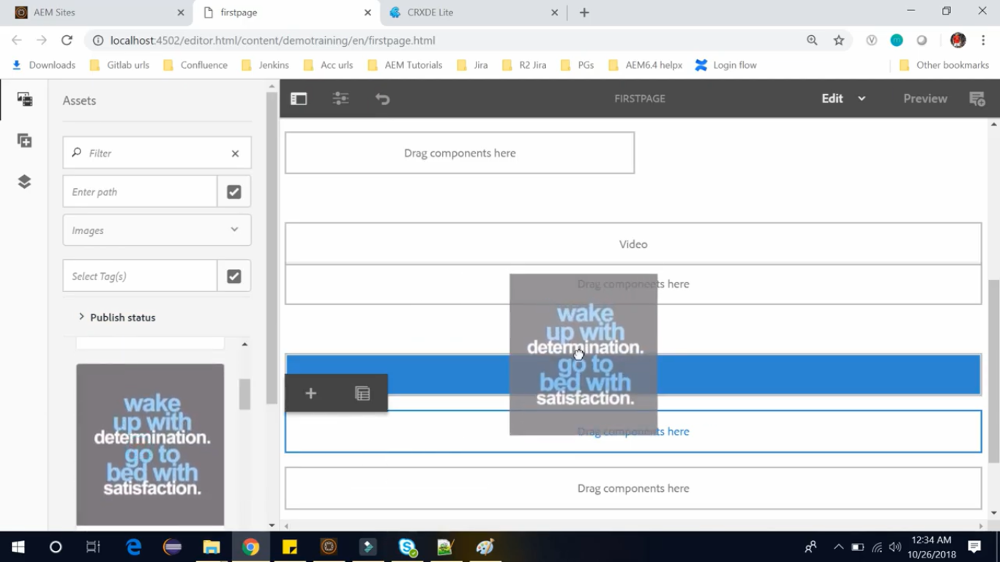 AEM Sites
firstpage
CRXDE Lite
localhost:4502/editor.html/content/demotraining/en/firstpage.html
Downloads
Gitlab urls
Confluence
Jenkins
Acc urls
AEM Tutorials
Jira
R2 Jira
PGs
AEM6.4 helpx
Login flow
Other bookmarks
Assets
FIRSTPAGE
Edit
Preview
Filter
Enter path
Images
Select Tag(s)
Publish status
wake
up with
determination.
go to
bed with
satisfaction.
Drag components here
Video
Drag components here
wake
up with
determination.
go to
bed with
satisfaction.
Drag components here
Drag components here
12:34 AM
10/26/2018